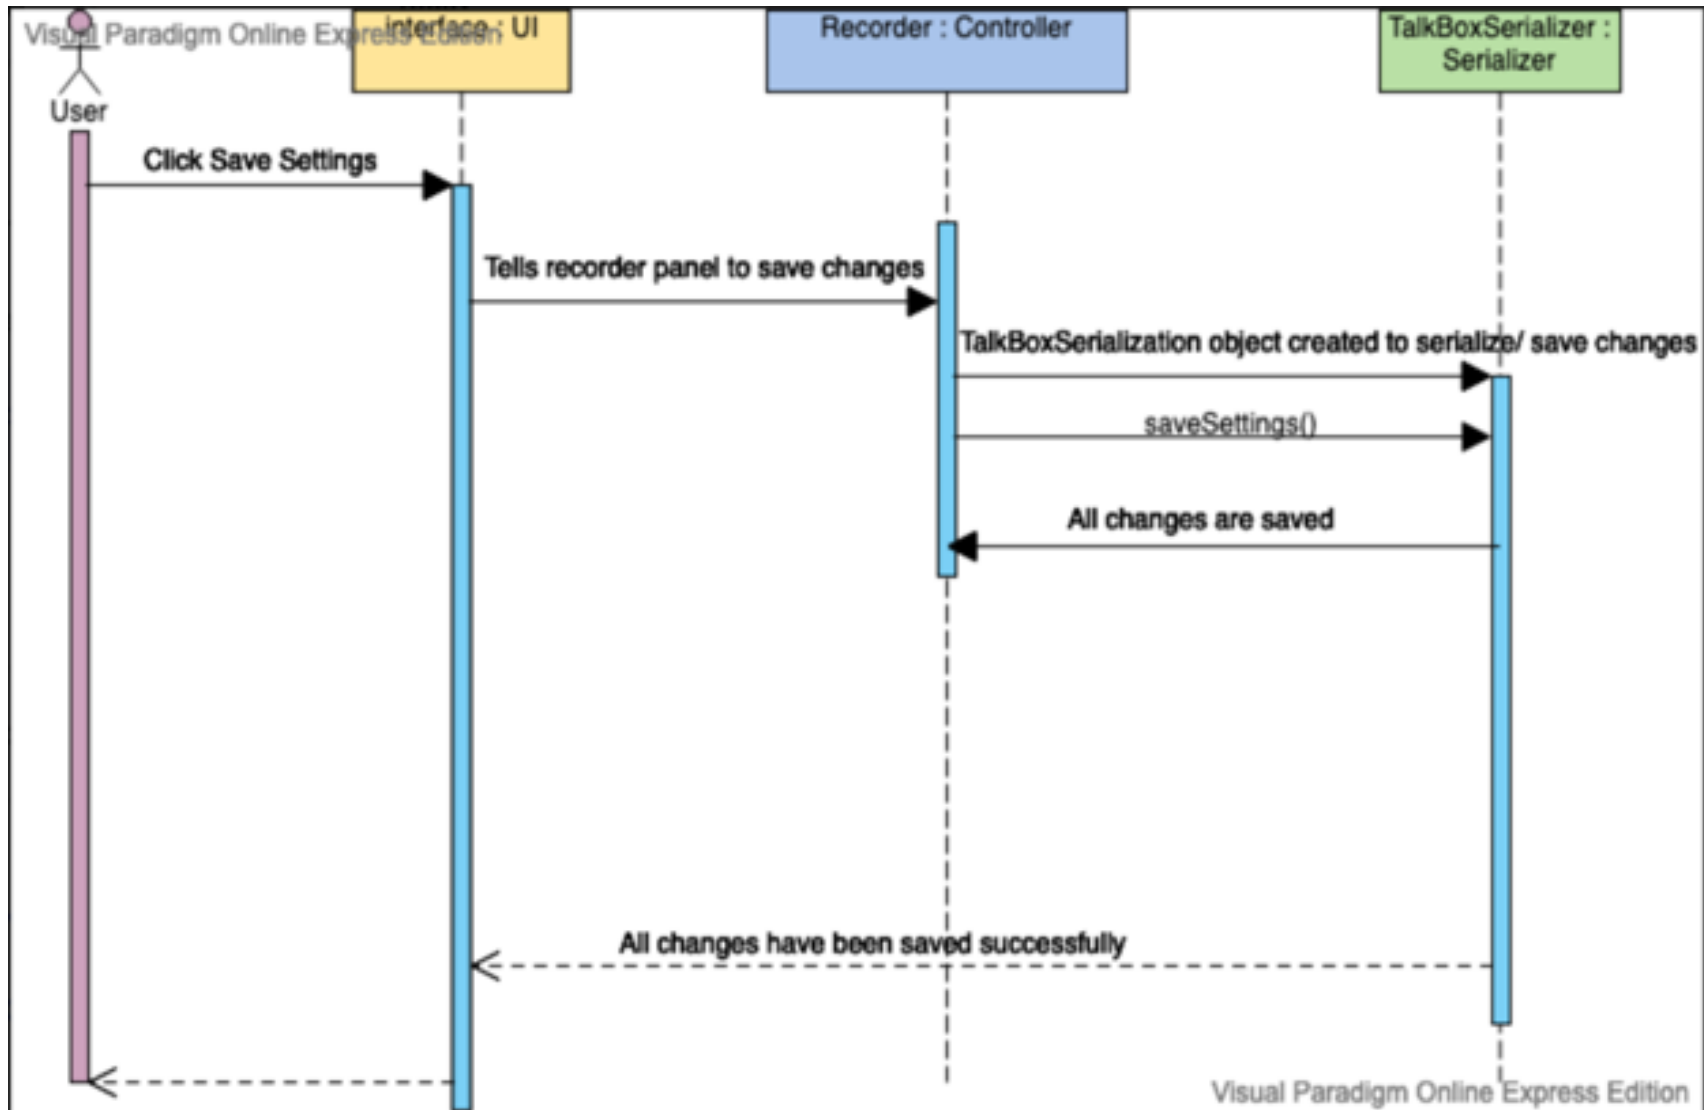 Visual Paradigm Online Express Edition
interface : UI
Recorder : Controller
TalkBoxSerializer :
Serializer
User
Click Save Settings
Tells recorder panel to save changes
TalkBoxSerialization object created to serialize/ save changes
saveSettings()
All changes are saved
All changes have been saved successfully
Visual Paradigm Online Express Edition